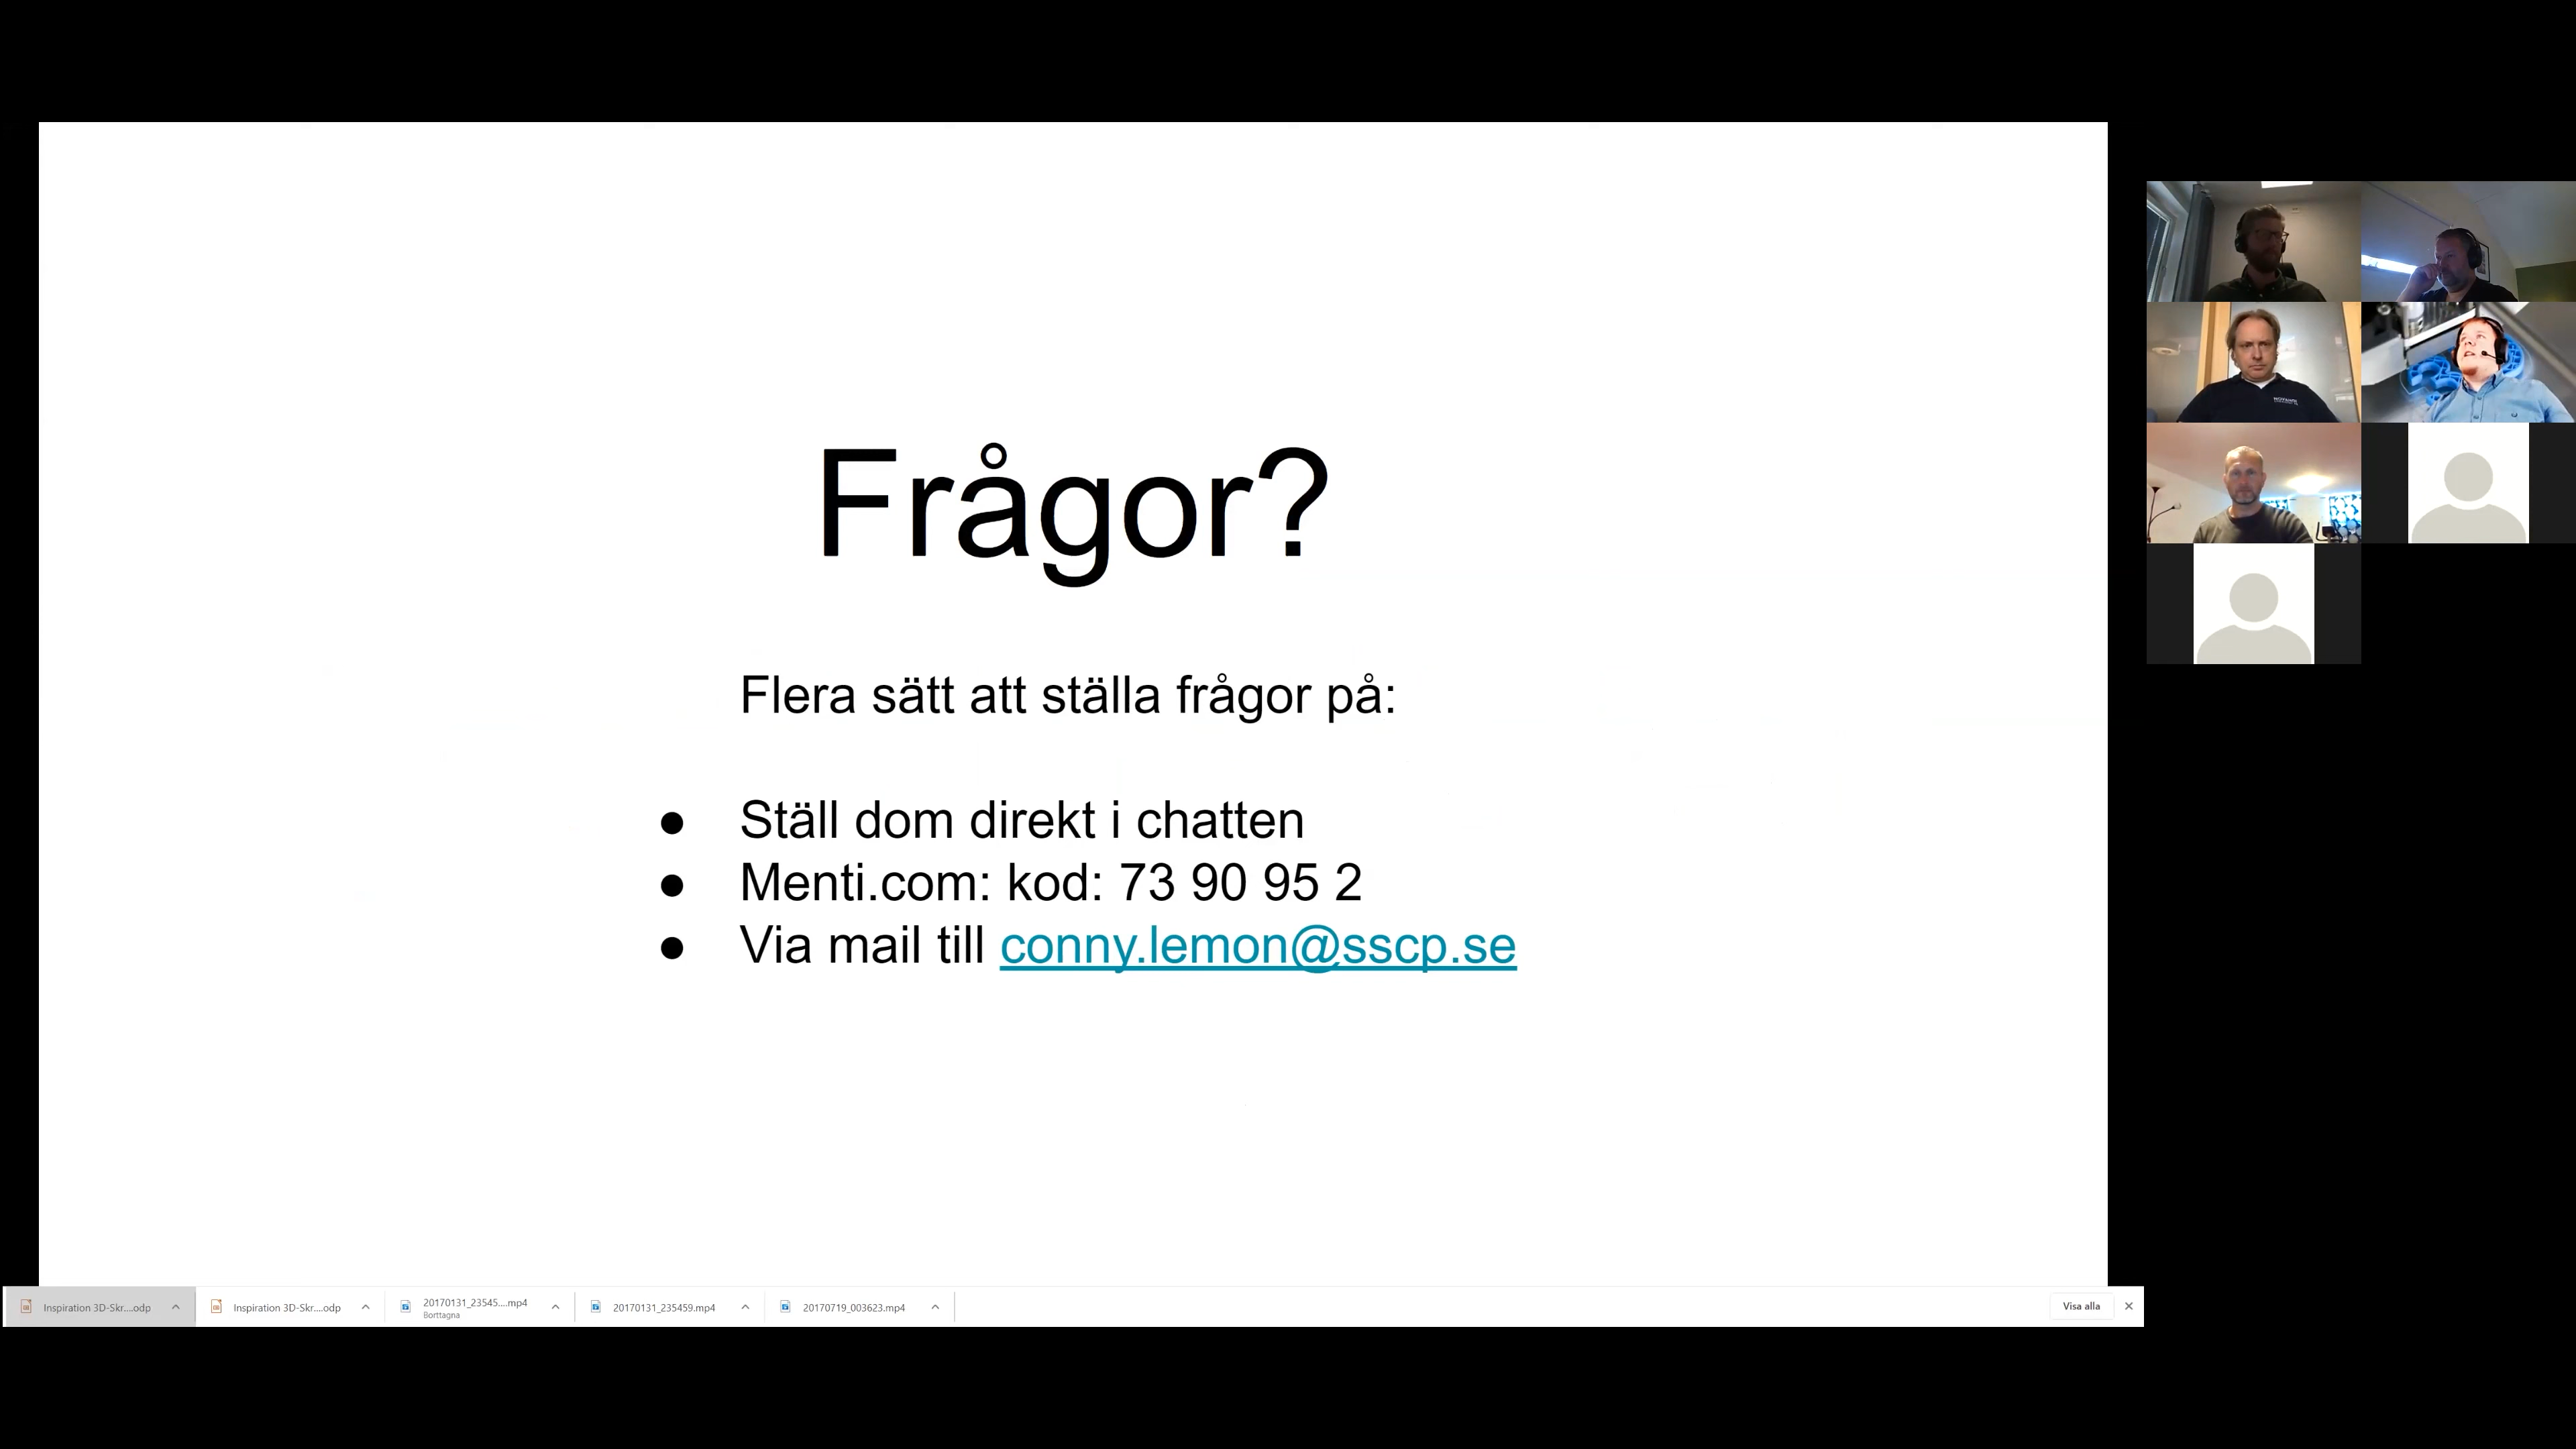 Frågor?
Flera sätt att ställa frågor på:
● Ställ dom direkt i chatten
● Menti.com: kod: 73 90 95 2
● Via mail till conny.lemon@sscp.se
Inspiration 3D-Skr....odp
Inspiration 3D-Skr....odp
20170131_23545....mp4
Borttagna
20170131_235459.mp4
20170719_003623.mp4
Visa alla